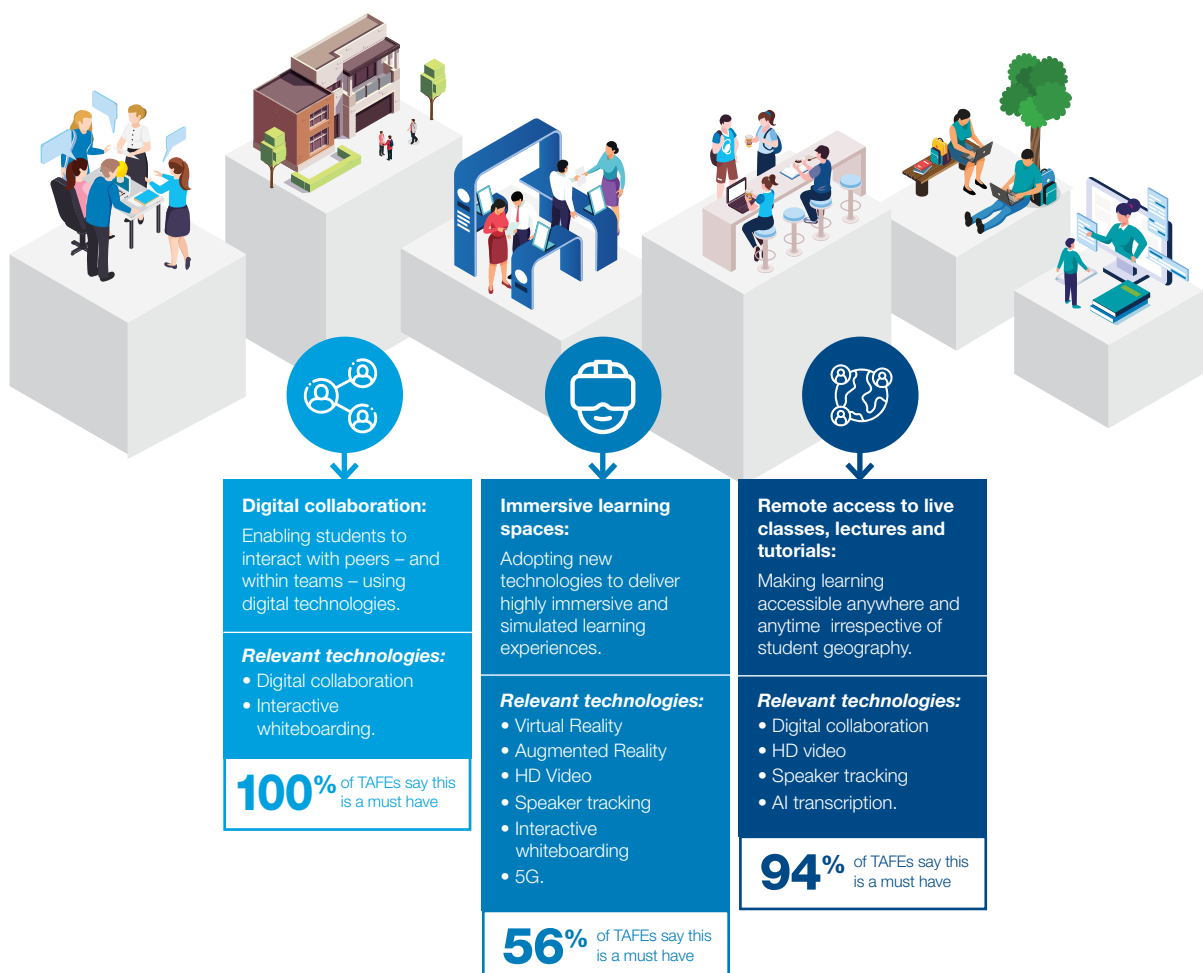 Digital collaboration:
Enabling students to
interact with peers – and
within teams – using
digital technologies.
Relevant technologies:
• Digital collaboration
• Interactive
whiteboarding.
100% of TAFEs say this
is a must have
Immersive learning
spaces:
Adopting new
technologies to deliver
highly immersive and
simulated learning
experiences.
Relevant technologies:
• Virtual Reality
• Augmented Reality
• HD Video
• Speaker tracking
• Interactive
whiteboarding
• 5G.
56% of TAFEs say this
is a must have
Remote access to live
classes, lectures and
tutorials:
Making learning
accessible anywhere and
anytime irrespective of
student geography.
Relevant technologies:
• Digital collaboration
• HD video
• Speaker tracking
• AI transcription.
94% of TAFEs say this
is a must have